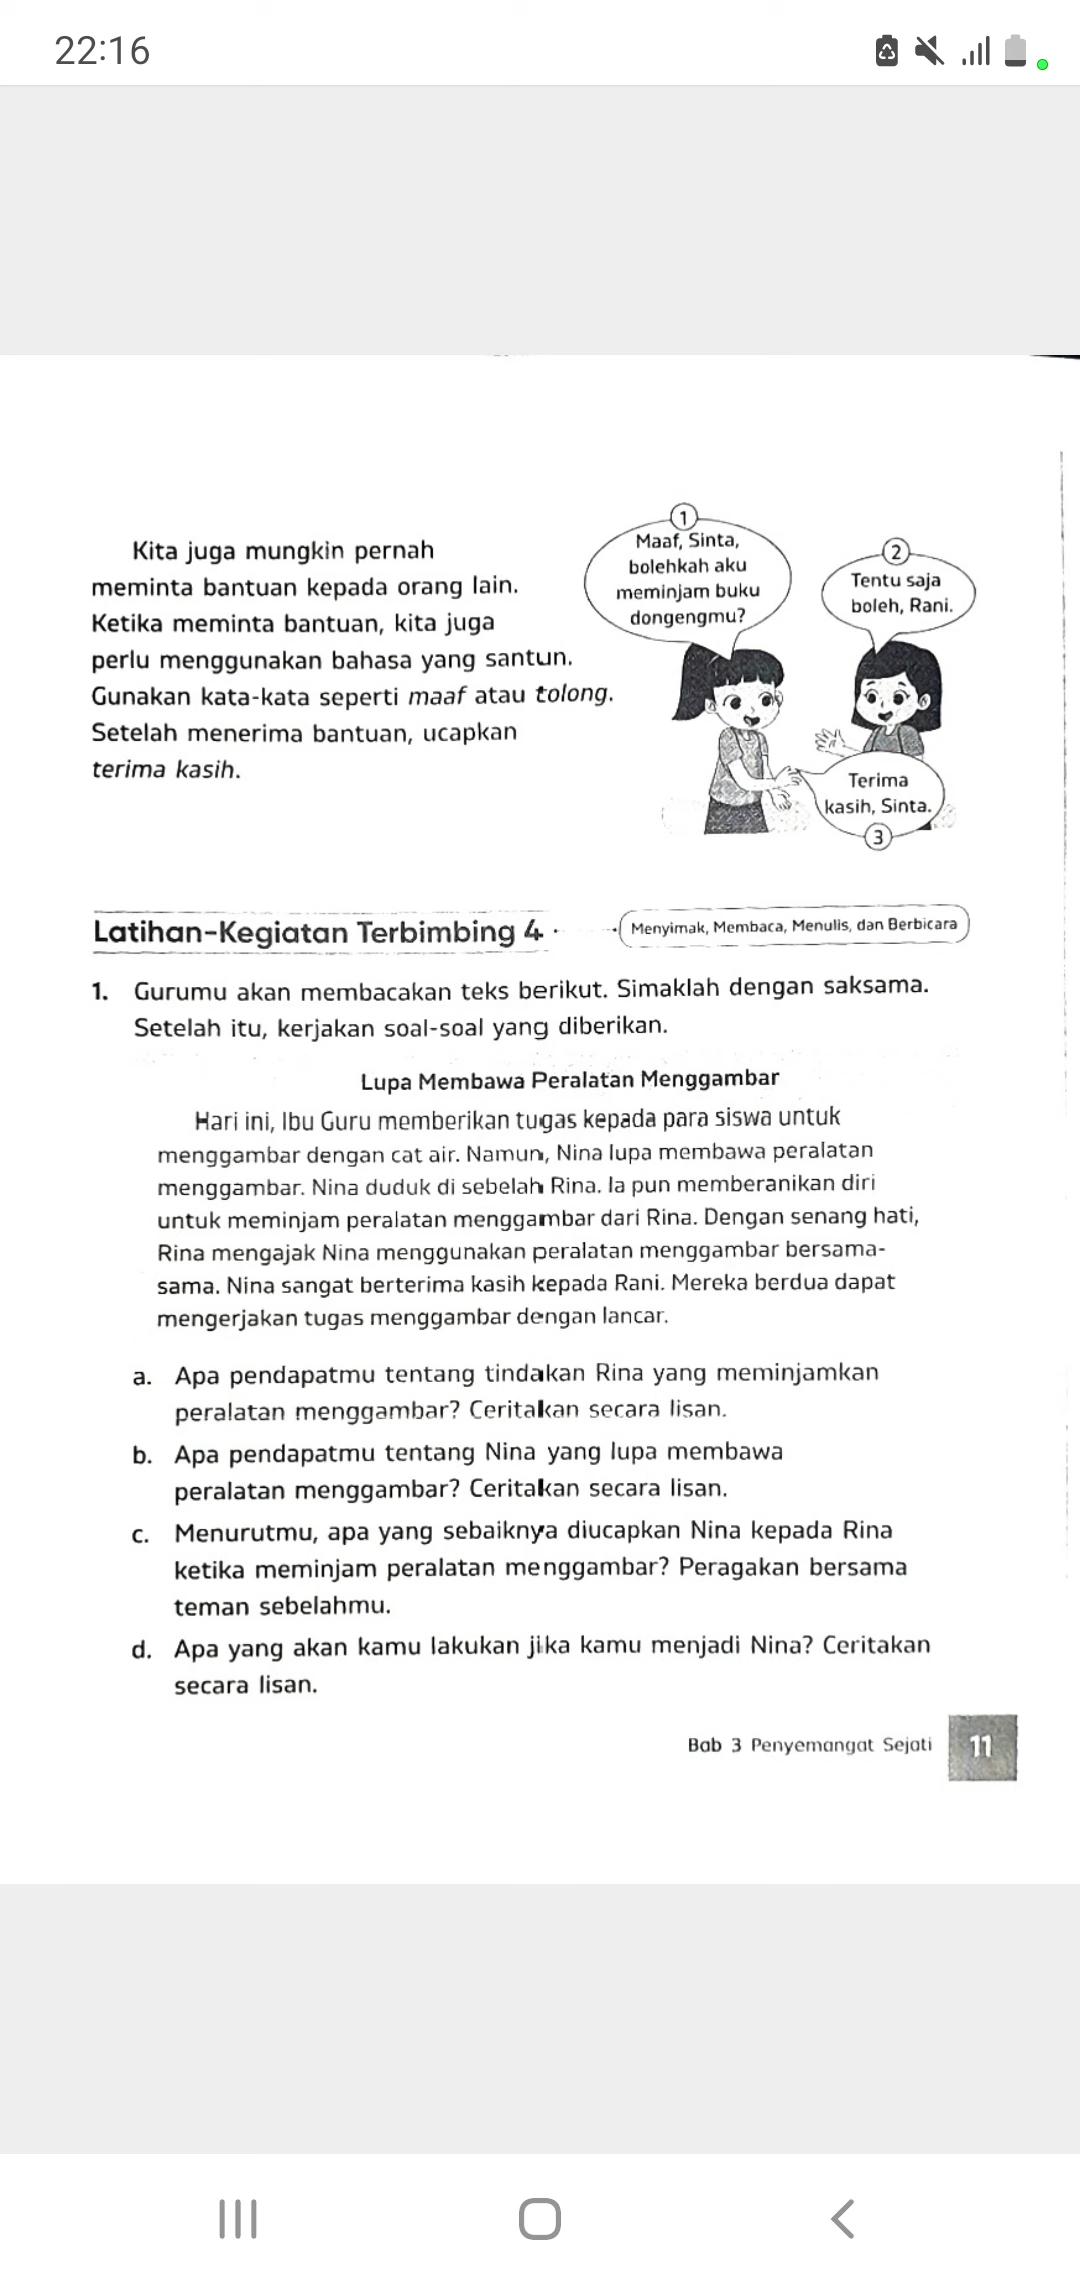 22:16
Kita juga mungkin pernah
meminta bantuan kepada orang lain.
Ketika meminta bantuan, kita juga
perlu menggunakan bahasa yang santun.
Gunakan kata-kata seperti maaf atau tolong.
Setelah menerima bantuan, ucapkan
terima kasih.
1
Maaf, Sinta,
bolehkah aku
meminjam buku
dongengmu?
2
Tentu saja
boleh, Rani.
Terima
kasih, Sinta.
3
Latihan-Kegiatan Terbimbing 4
Menyimak, Membaca, Menulis, dan Berbicara
1. Gurumu akan membacakan teks berikut. Simaklah dengan saksama.
Setelah itu, kerjakan soal-soal yang diberikan.
Lupa Membawa Peralatan Menggambar
Hari ini, Ibu Guru memberikan tugas kepada para siswa untuk
menggambar dengan cat air. Namun, Nina lupa membawa peralatan
menggambar. Nina duduk di sebelah Rina. Ia pun memberanikan diri
untuk meminjam peralatan menggambar dari Rina. Dengan senang hati,
Rina mengajak Nina menggunakan peralatan menggambar bersama-
sama. Nina sangat berterima kasih kepada Rani. Mereka berdua dapat
mengerjakan tugas menggambar dengan lancar.
a. Apa pendapatmu tentang tindakan Rina yang meminjamkan
peralatan menggambar? Ceritakan secara lisan.
b. Apa pendapatmu tentang Nina yang lupa membawa
peralatan menggambar? Ceritakan secara lisan.
c. Menurutmu, apa yang sebaiknya diucapkan Nina kepada Rina
ketika meminjam peralatan menggambar? Peragakan bersama
teman sebelahmu.
d. Apa yang akan kamu lakukan jika kamu menjadi Nina? Ceritakan
secara lisan.
Bab 3 Penyemangat Sejati 11